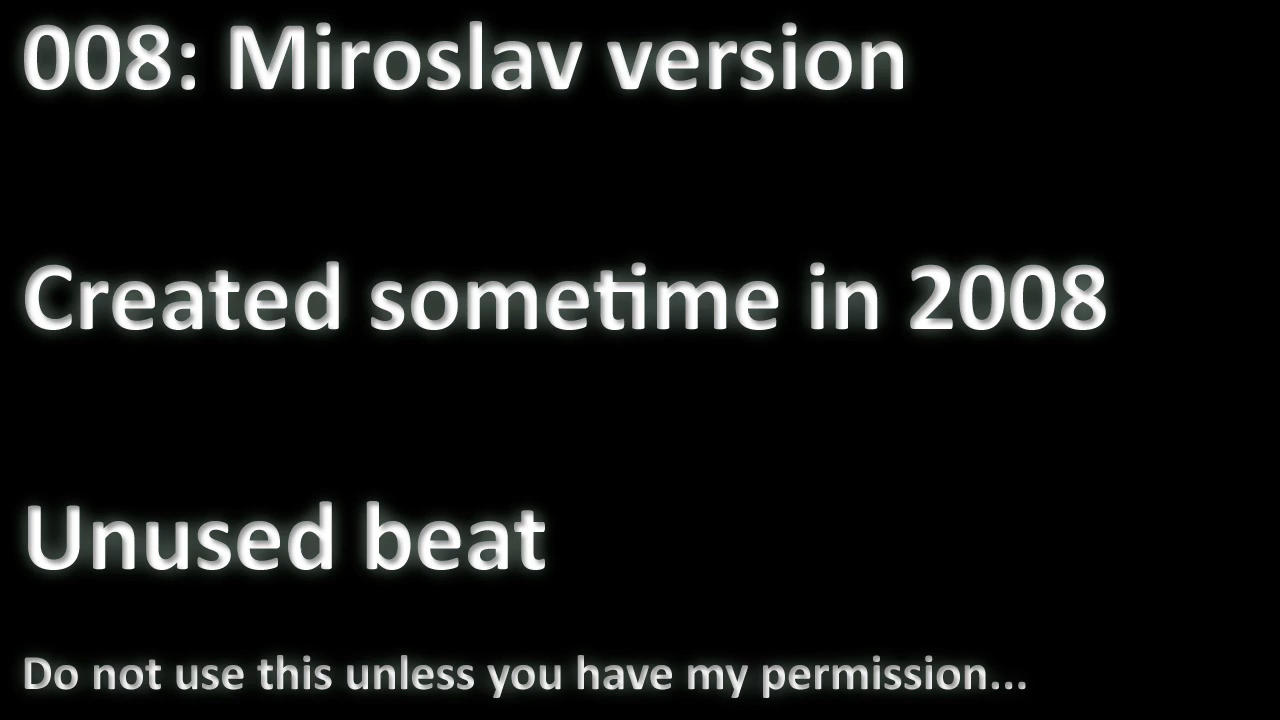 008: Miroslav version
Created sometime in 2008
Unused beat
Do not use this unless you have my permission...